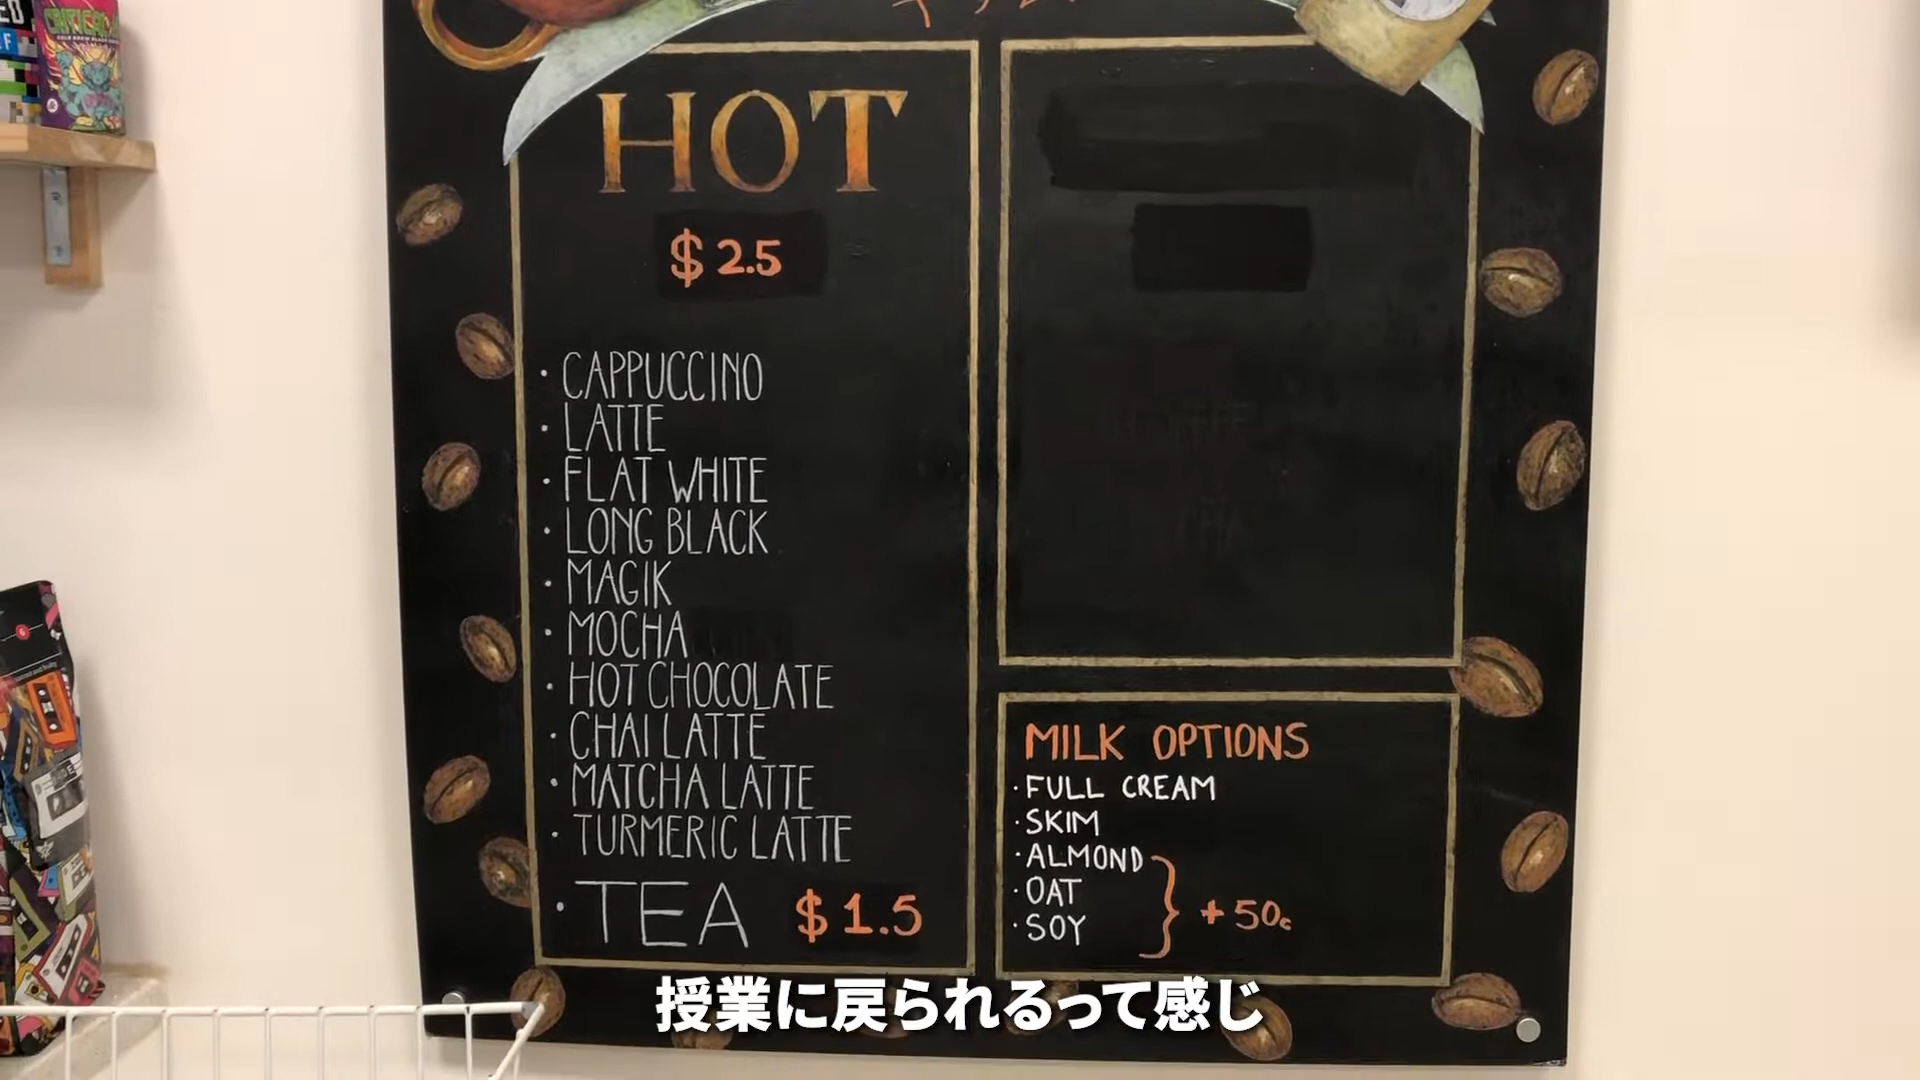 HOT
$2.5
· CAPPUCCINO
· LATTE
· FLAT WHITE
· LONG BLACK
· MAGIK
· MOCHA
· HOT CHOCOLATE
· CHAI LATTE
· MATCHA LATTE
· TURMERIC LATTE
· TEA $1.5
MILK OPTIONS
· FULL CREAM
· SKIM
· ALMOND
· OAT
· SOY
+50c
授業に戻られるって感じ